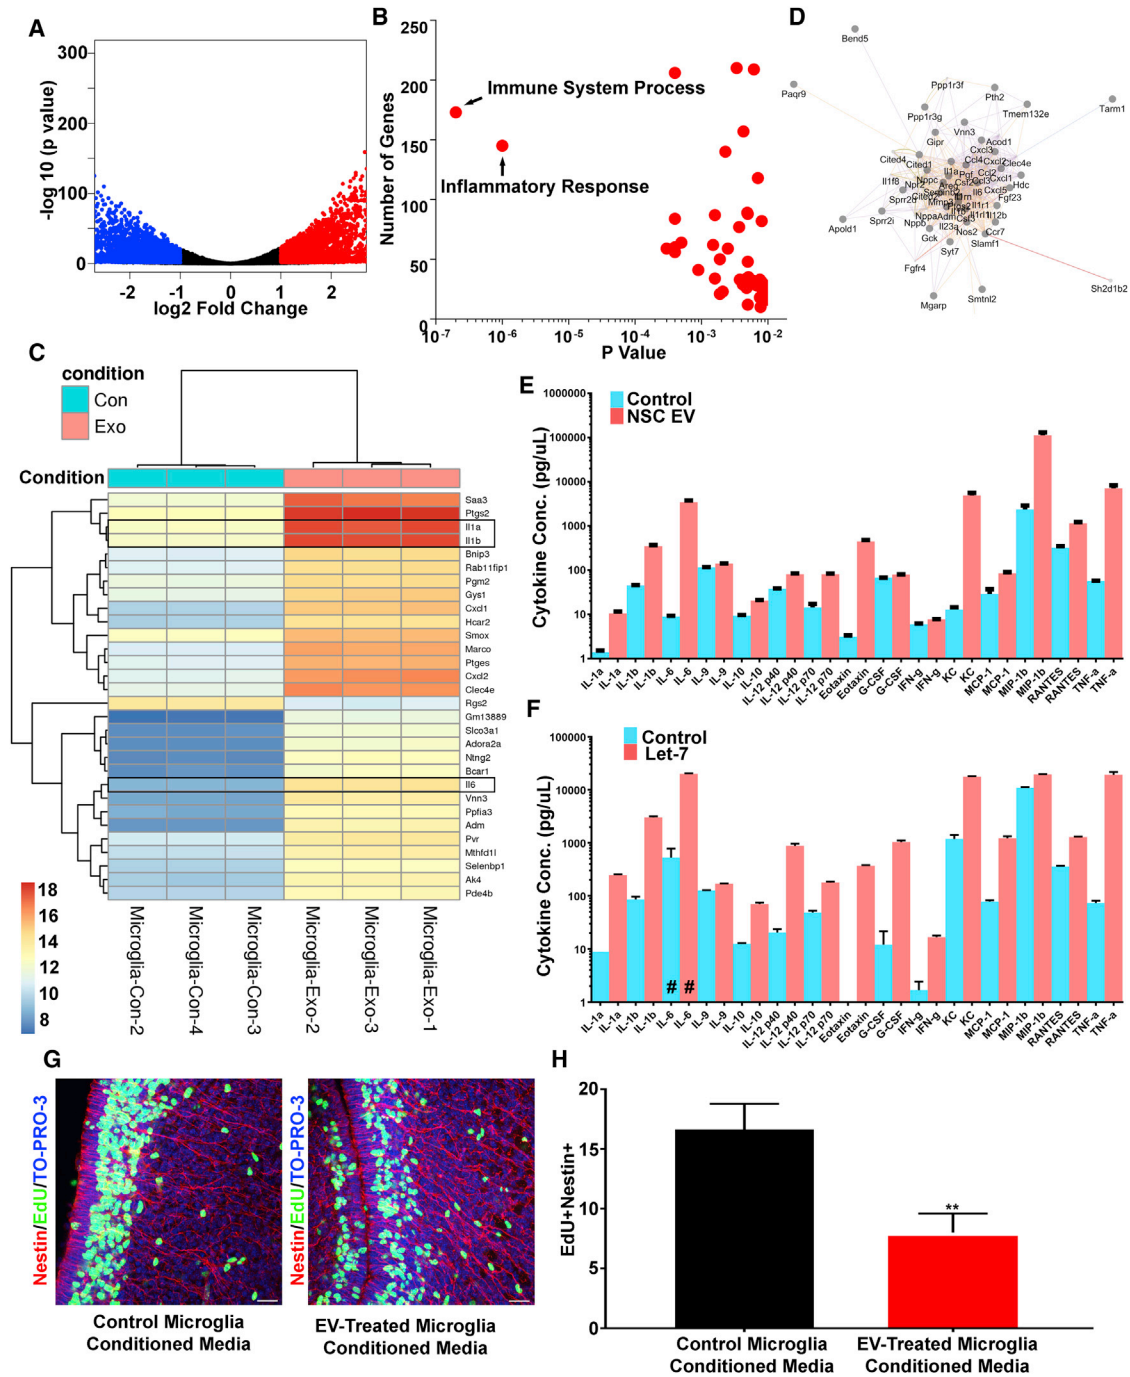 A
300
200
100
0
-log 10 (p value)
-2
-1
0
1
2
log2 Fold Change
B
250
200
150
100
50
0
Number of Genes
Immune System Process
Inflammatory Response
10-7
10-6
10-5
10-4
10-3
10-2
P Value
D
Bend5
Paqr9
Ppp1r3f
Pth2
Tarm1
Ppp1r3g
Tmem132e
Vnn3
Gipr
Acod1
Cxcl3
Cited4
Cited1
Ccl4
Cxcl2
Clec4e
Il1a
Pgf
Ccl2
Il1f8
Npl2
Nppc
Csf2
Ccl3
Cxcl1
Hdc
Areg
Il6
Cxcl5
Sprr2d
Fgf23
Mmp3
Il1rn
Il1r1
Sprr2i
Nppa
Adm
Il12b
Apold1
Nppb
Il23a
Nos2
Ccr7
Gck
Slamf1
Syt7
Fgfr4
Sh2d1b2
Mgarp
Smtnl2
C
condition
Con
Exo
Condition
Saa3
Ptgs2
Il1a
Il1b
Bnip3
Rab11fip1
Pgm2
Gys1
Cxcl1
Hcar2
Smox
Marco
Ptges
Cxcl2
Clec4e
Rgs2
Gm13889
Slco3a1
Adora2a
Ntng2
Bcar1
Il6
Vnn3
Ppfia3
Adm
Pvr
Mthfd1l
Selenbp1
Ak4
Pde4b
18
16
14
12
10
8
Microglia-Con-2
Microglia-Con-4
Microglia-Con-3
Microglia-Exo-2
Microglia-Exo-3
Microglia-Exo-1
E
Control
NSC EV
1000000
100000
10000
1000
100
10
1
Cytokine Conc. (pg/uL)
IL-1a
IL-1a
IL-1b
IL-1b
IL-6
IL-6
IL-9
IL-9
IL-10
IL-10
IL-12 p40
IL-12 p40
IL-12 p70
IL-12 p70
Eotaxin
Eotaxin
G-CSF
G-CSF
IFN-g
IFN-g
KC
KC
MCP-1
MCP-1
MIP-1b
MIP-1b
RANTES
RANTES
TNF-a
TNF-a
F
Control
Let-7
100000
10000
1000
100
10
1
Cytokine Conc. (pg/uL)
# #
IL-1a
IL-1a
IL-1b
IL-1b
IL-6
IL-6
IL-9
IL-9
IL-10
IL-10
IL-12 p40
IL-12 p40
IL-12 p70
IL-12 p70
Eotaxin
Eotaxin
G-CSF
G-CSF
IFN-g
IFN-g
KC
KC
MCP-1
MCP-1
MIP-1b
MIP-1b
RANTES
RANTES
TNF-a
TNF-a
G
Nestin/EdU/TO-PRO-3
Nestin/EdU/TO-PRO-3
Control Microglia
Conditioned Media
EV-Treated Microglia
Conditioned Media
H
20
15
10
5
0
EdU+Nestin+
**
Control Microglia
Conditioned Media
EV-Treated Microglia
Conditioned Media